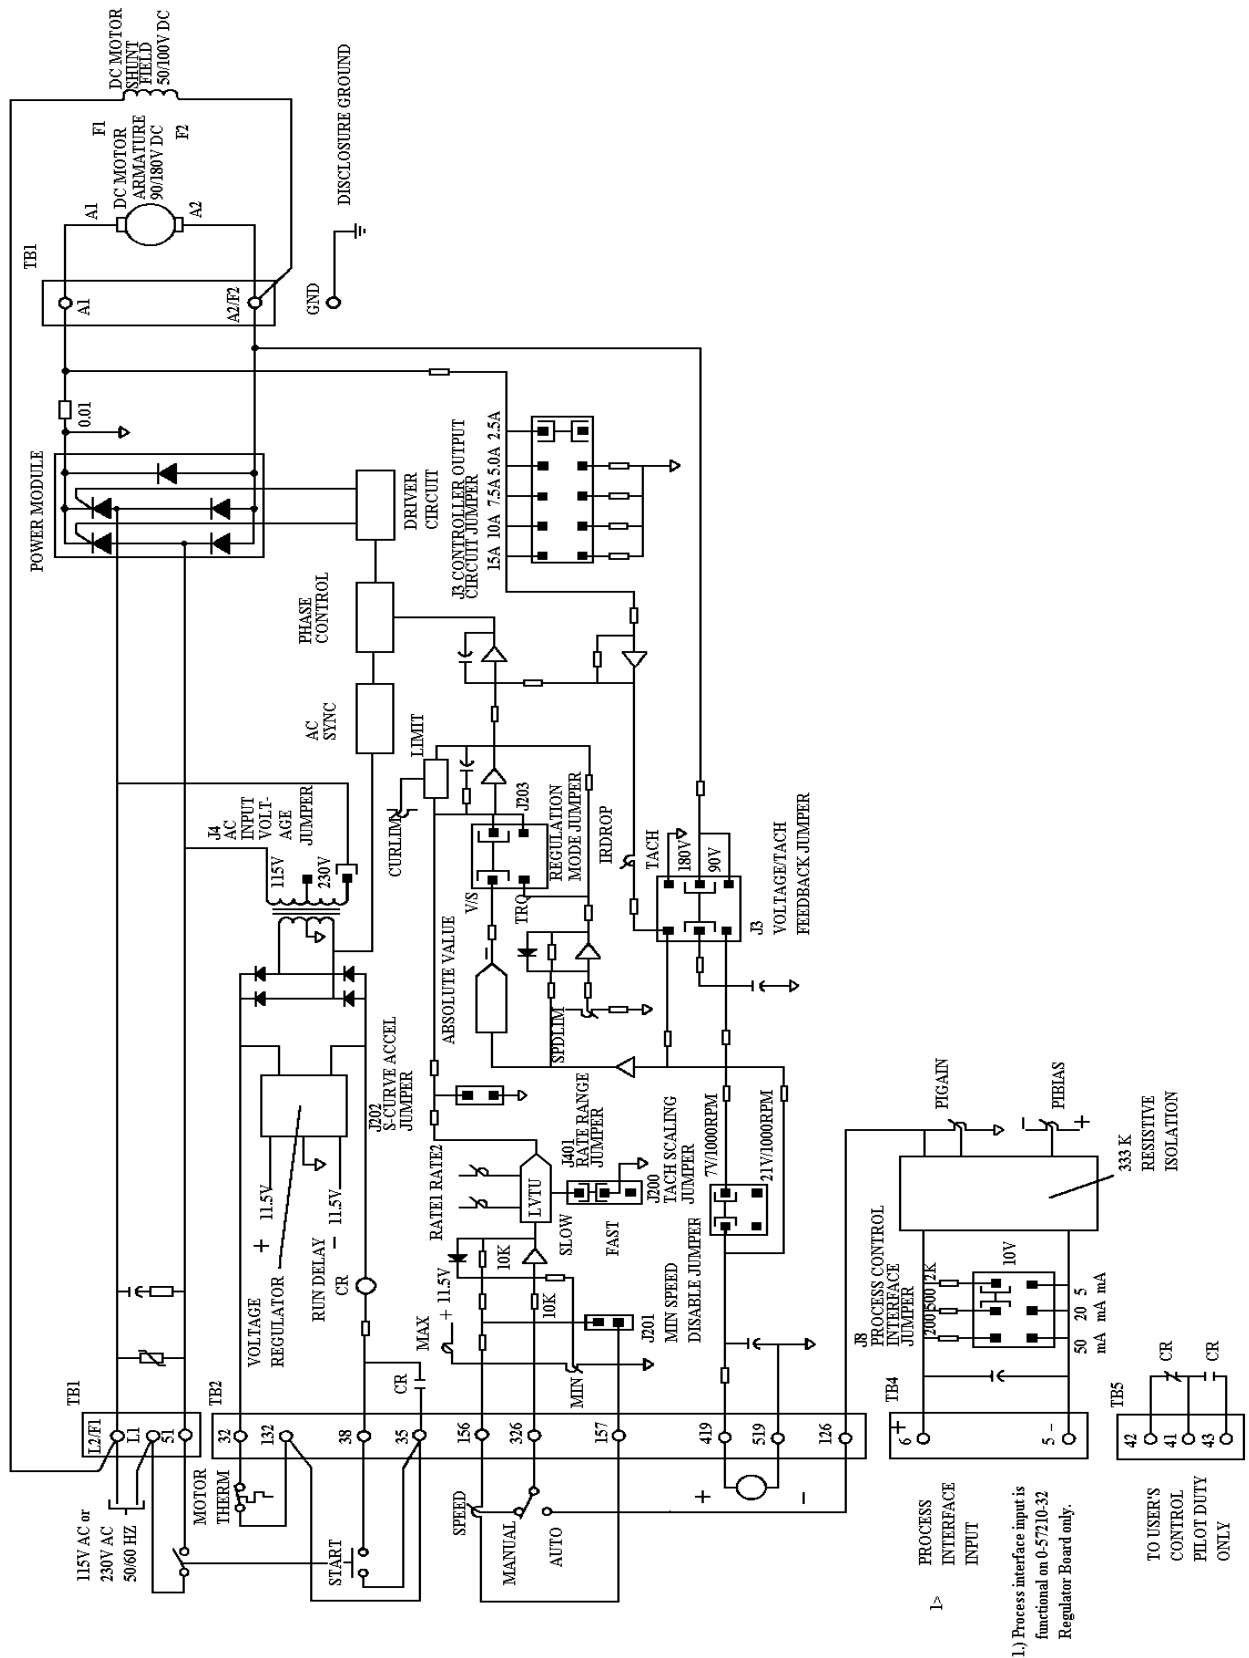 115V AC or
230V AC
50/60 HZ
TB1
L2/F1
L1
51
J4
AC
INPUT
VOLT-
AGE
JUMPER
115V
230V
POWER MODULE
0.01
TB1
A1
A2/F2
GND
DISCLOSURE GROUND
A1
A2
DC MOTOR
ARMATURE
90/180V DC
F1
F2
DC MOTOR
SHUNT
FIELD
50/100V DC
MOTOR
THERM
START
TB2
32
132
38
35
156
326
157
419
519
126
VOLTAGE
REGULATOR
+ 11.5V
− 11.5V
RUN DELAY
CR
CR
J202
S-CURVE ACCEL
JUMPER
AC
SYNC
PHASE
CONTROL
DRIVER
CIRCUIT
SPEED
MANUAL
AUTO
MAX
+ 11.5V
MIN
10K
10K
RATE1 RATE2
LVTU
SLOW
FAST
J401
RATE RANGE
JUMPER
J200
TACH SCALING
JUMPER
J201
MIN SPEED
DISABLE JUMPER
7V/1000RPM
21V/1000RPM
ABSOLUTE VALUE
−
SPDLIM
CURLIM
LIMIT
V/S
TRQ
J203
REGULATION
MODE JUMPER
IRDROP
J3 CONTROLLER OUTPUT
CIRCUIT JUMPER
15A 10A 7.5A 5.0A 2.5A
TACH
180V
90V
J3
VOLTAGE/TACH
FEEDBACK JUMPER
+
−
1> PROCESS
INTERFACE
INPUT
TB4
6 +
5 −
J8
PROCESS CONTROL
INTERFACE
JUMPER
200 500 2K
10V
50 20 5
mA mA mA
PIGAIN
−
PIBIAS
+
333 K
RESISTIVE
ISOLATION
1.) Process interface input is
functional on 0-57210-32
Regulator Board only.
TO USER'S
CONTROL
PILOT DUTY
ONLY
TB5
42
41
43
CR
CR